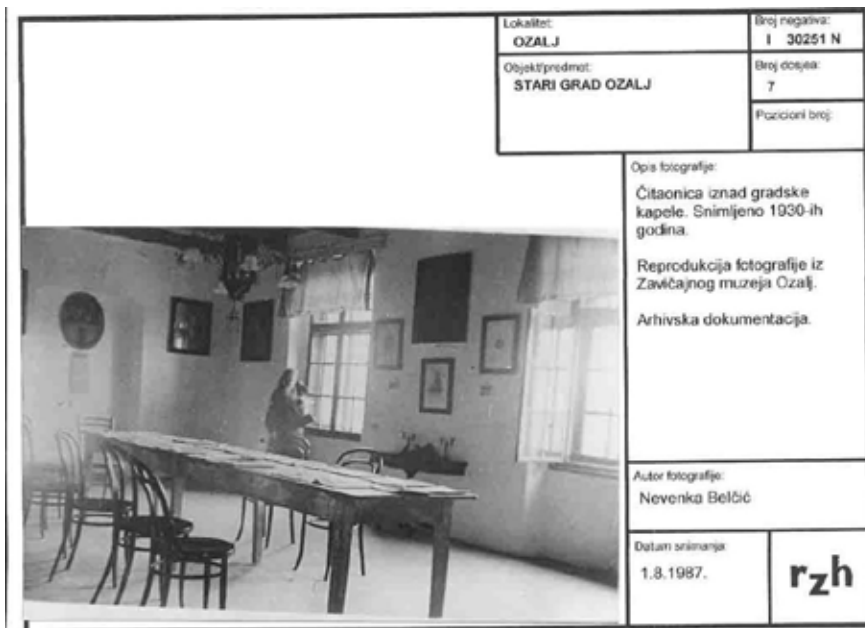 Lokalitet:
OZALJ
Broj negativa:
I 30251 N
Objekt/predmet:
STARI GRAD OZALJ
Broj dosjea:
7
Pozicioni broj:
Opis fotografije:
Čitaonica iznad gradske
kapele. Snimljeno 1930-ih
godina.
Reprodukcija fotografije iz
Zavičajnog muzeja Ozalj.
Arhivska dokumentacija.
Autor fotografije:
Nevenka Belčić
Datum snimanja:
1.8.1987.
rzh